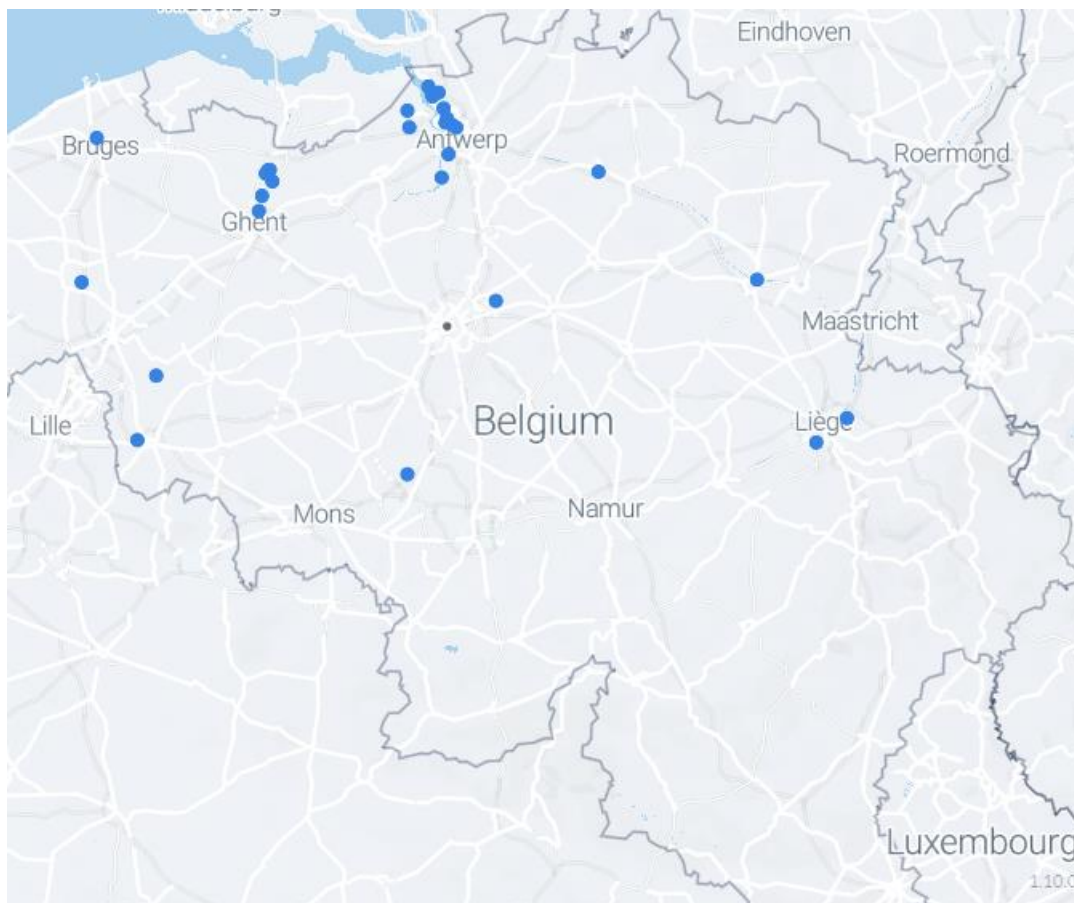 Eindhoven
Bruges
Antwerp
Roermond
Ghent
Maastricht
Lille
Belgium
Liège
Mons
Namur
Luxembourg
1.10.0